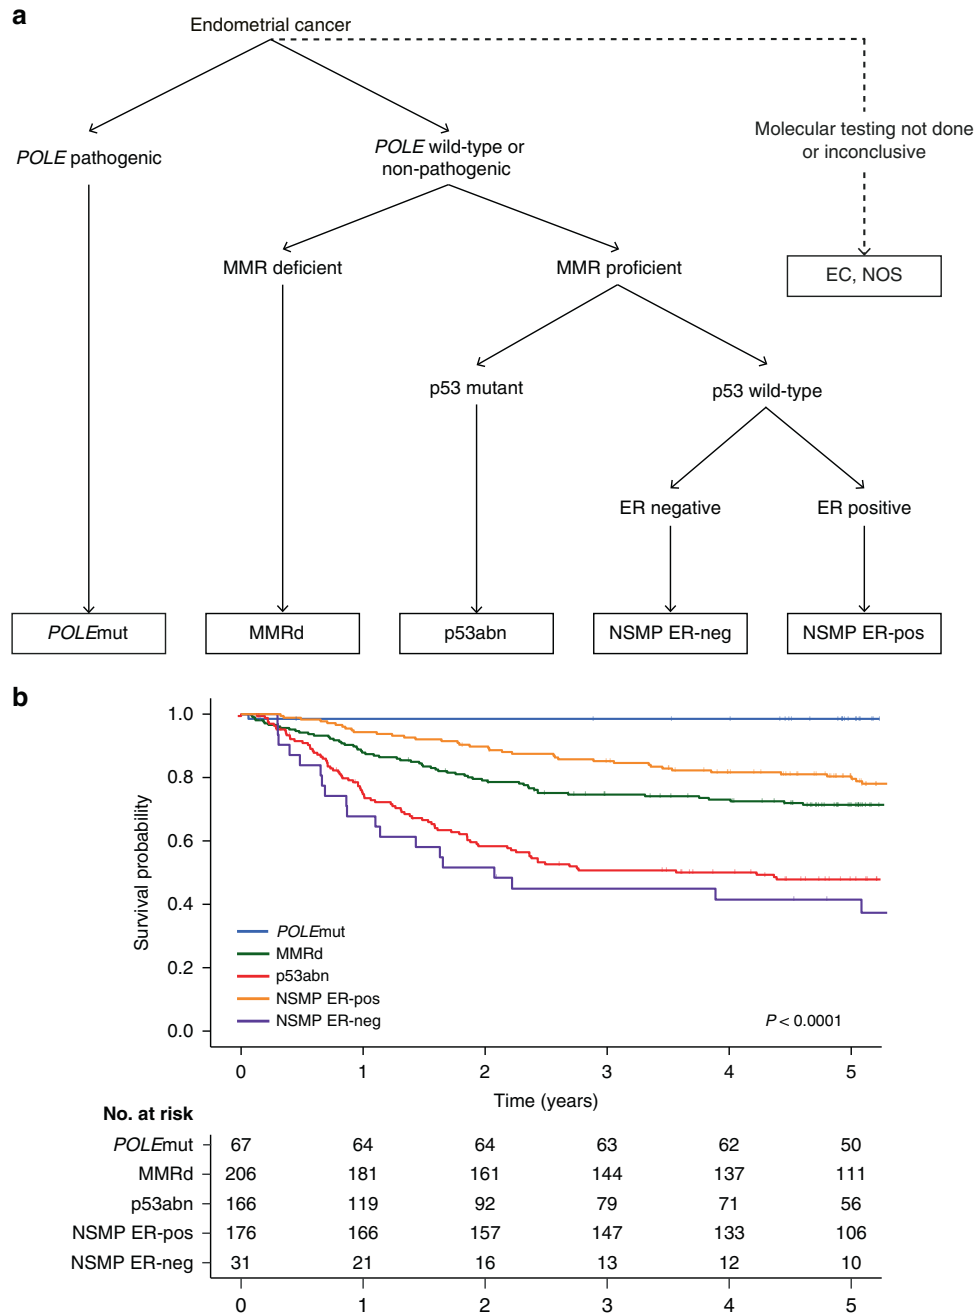 a
Endometrial cancer
POLE pathogenic
POLE wild-type or
non-pathogenic
Molecular testing not done
or inconclusive
MMR deficient
MMR proficient
EC, NOS
p53 mutant
p53 wild-type
ER negative
ER positive
POLEmut
MMRd
p53abn
NSMP ER-neg
NSMP ER-pos
b
Survival probability
1.0
0.8
0.6
0.4
0.2
0.0
POLEmut
MMRd
p53abn
NSMP ER-pos
NSMP ER-neg
P < 0.0001
0 1 2 3 4 5
Time (years)
No. at risk
POLEmut 67 64 64 63 62 50
MMRd 206 181 161 144 137 111
p53abn 166 119 92 79 71 56
NSMP ER-pos 176 166 157 147 133 106
NSMP ER-neg 31 21 16 13 12 10
0 1 2 3 4 5